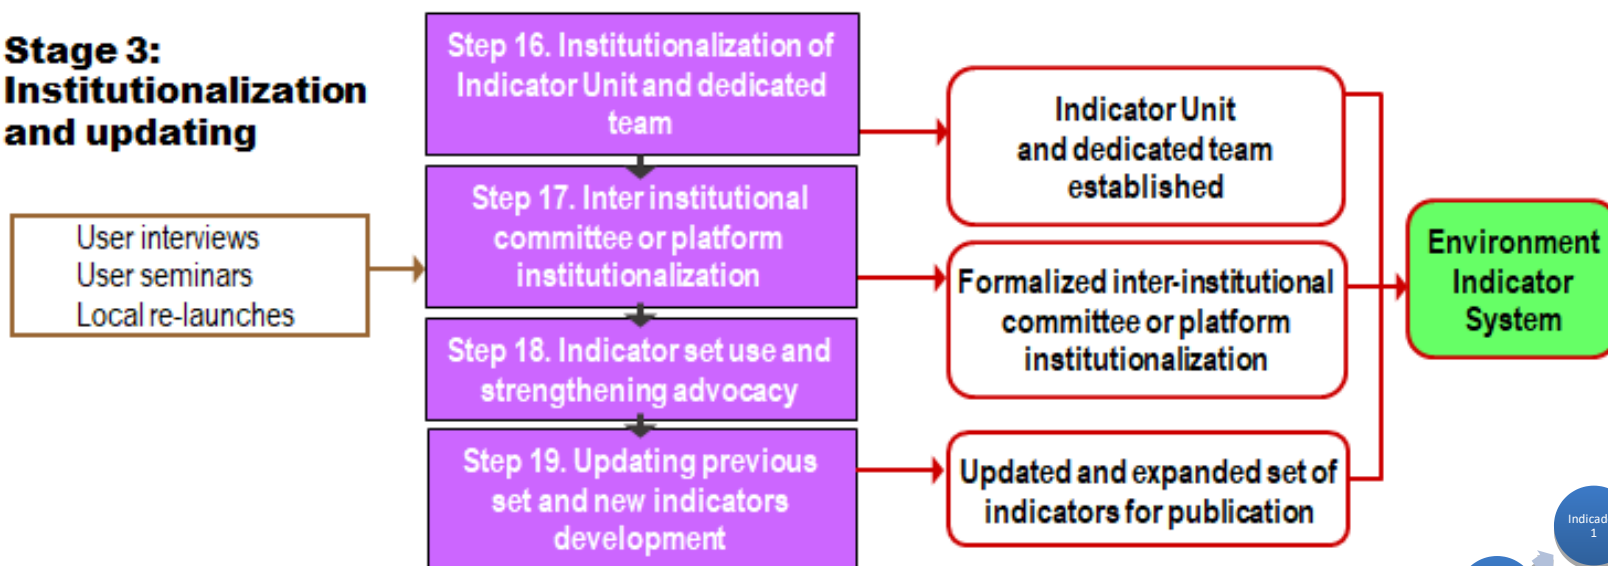 Stage 3:
Institutionalization
and updating
User interviews
User seminars
Local re-launches
Step 16. Institutionalization of
Indicator Unit and dedicated
team
Step 17. Inter institutional
committee or platform
institutionalization
Step 18. Indicator set use and
strengthening advocacy
Step 19. Updating previous
set and new indicators
development
Indicator Unit
and dedicated team
established
Formalized inter-institutional
committee or platform
institutionalization
Updated and expanded set of
indicators for publication
Environment
Indicator
System
1